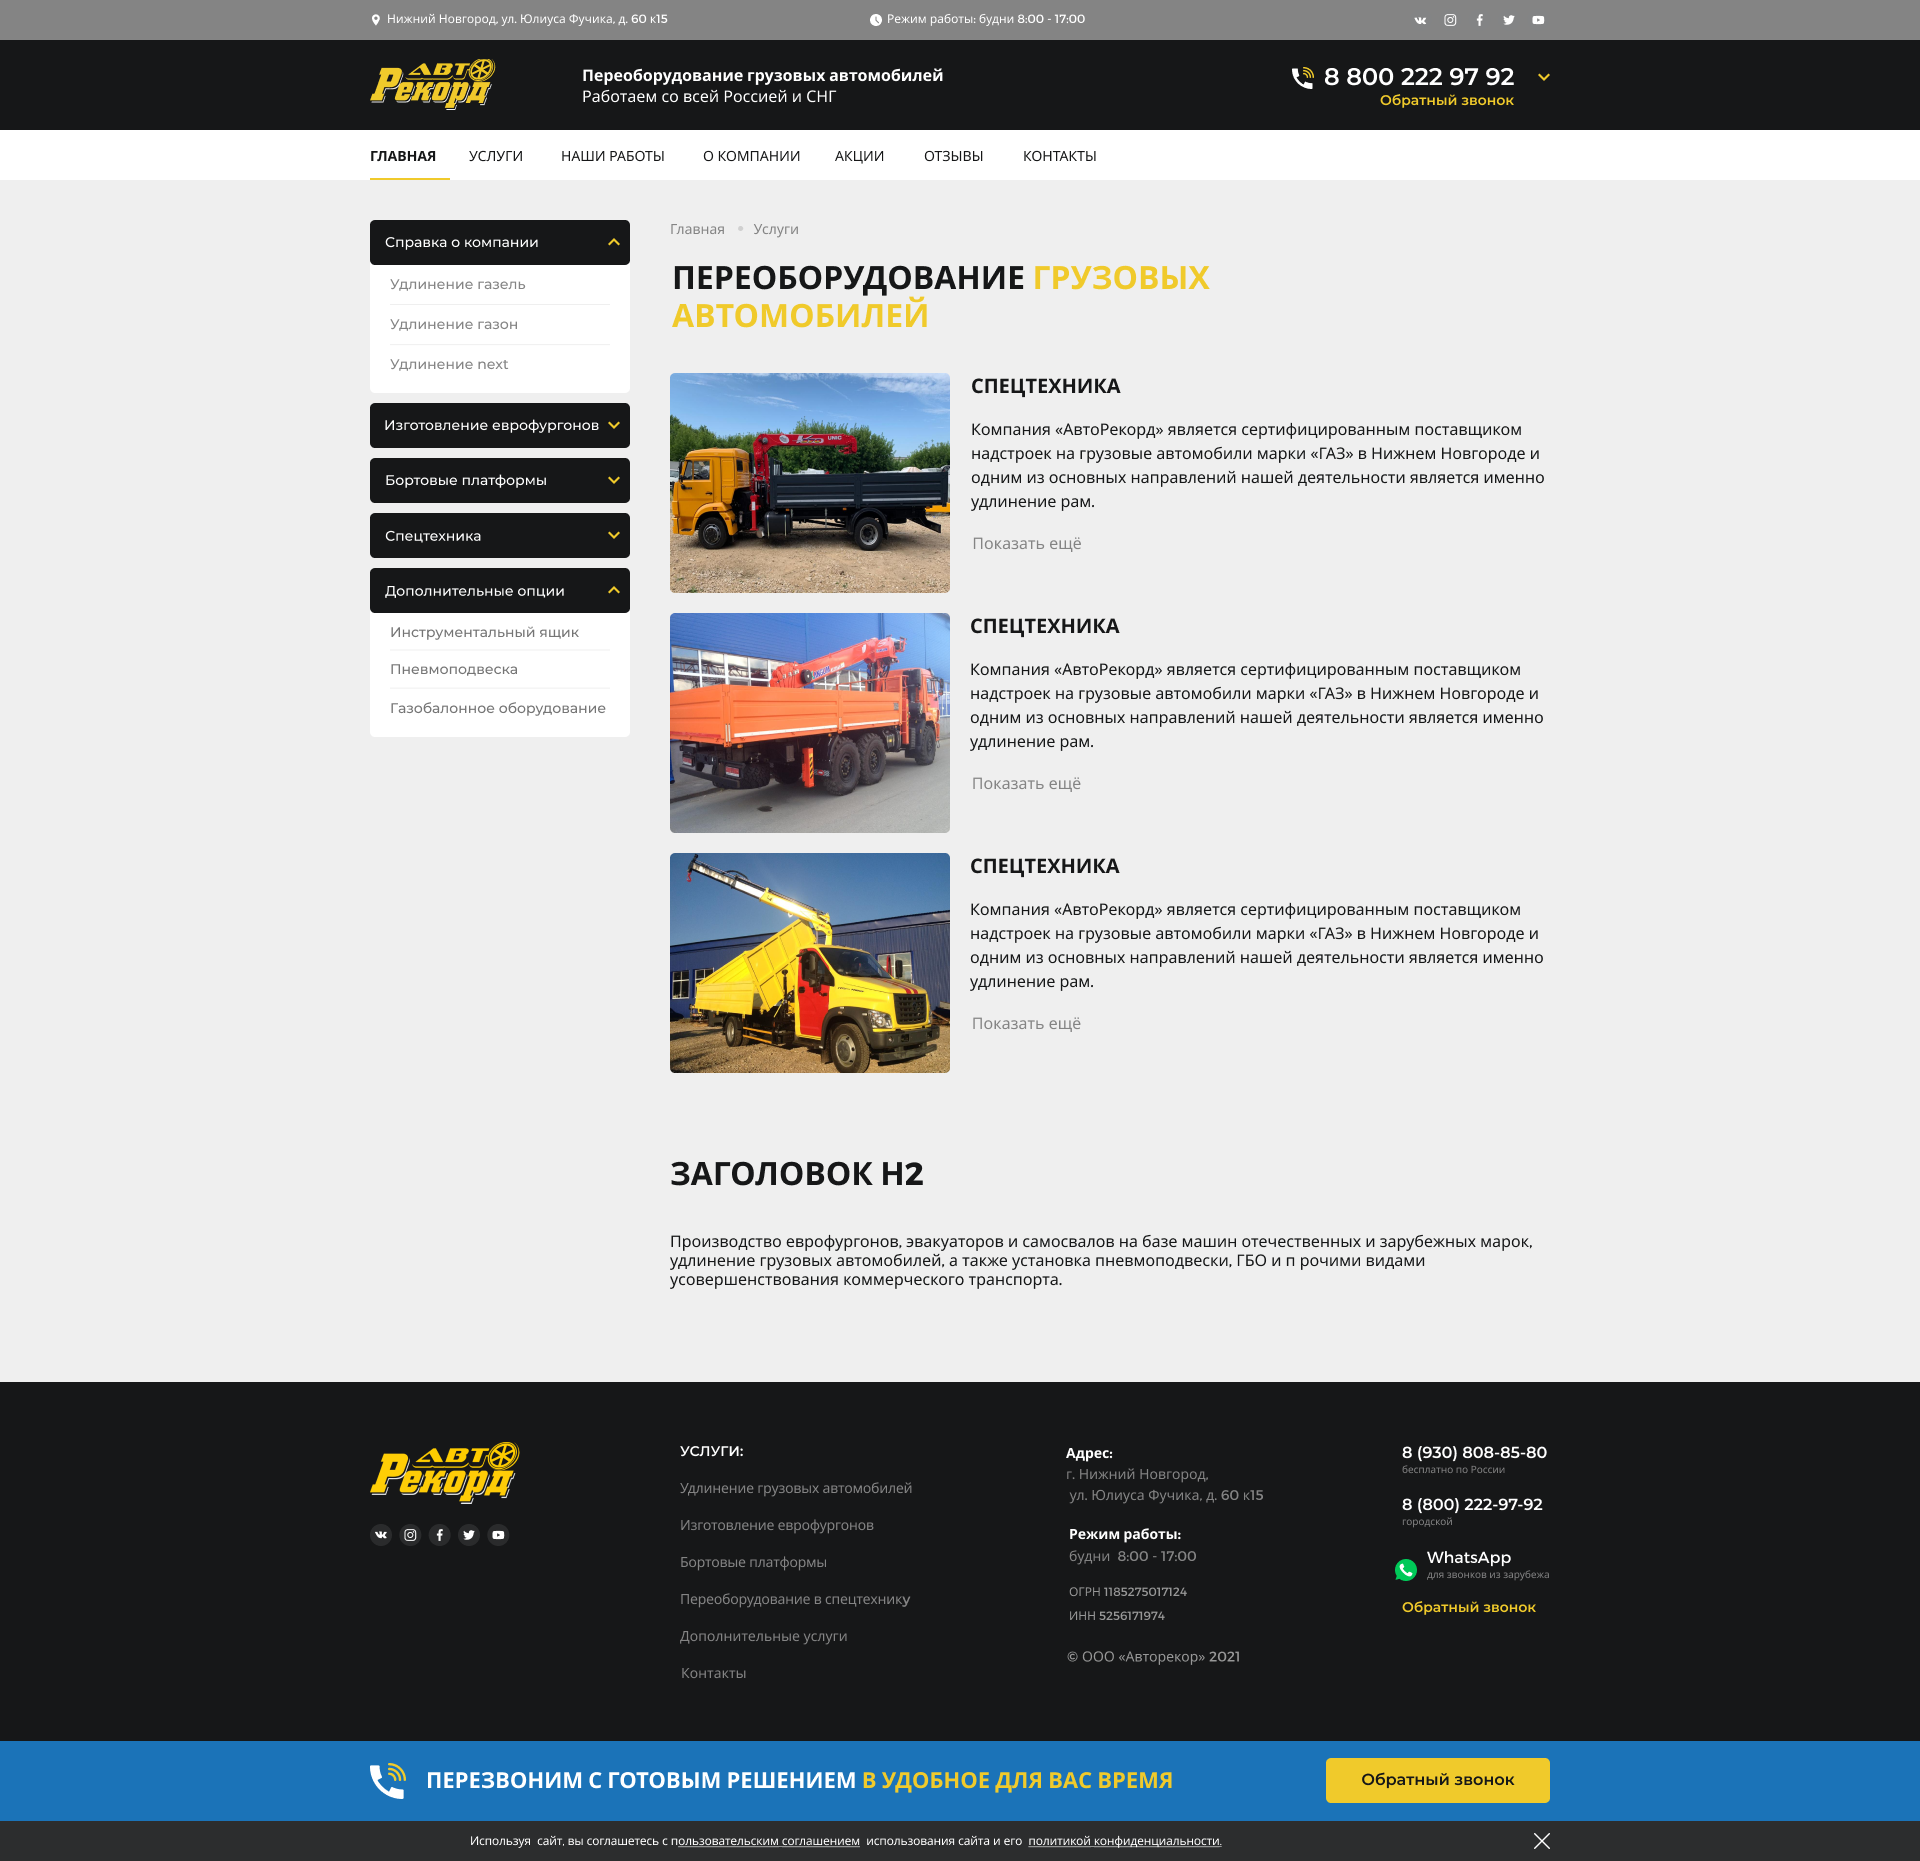 Нижний Новгород, ул. Юлиуса Фучика, д. 60 к15
Режим работы: будни 8:00 - 17:00
АВТО
Рекорд
Переоборудование грузовых автомобилей
Работаем со всей Россией и СНГ
8 800 222 97 92
Обратный звонок
ГЛАВНАЯ
УСЛУГИ
НАШИ РАБОТЫ
О КОМПАНИИ
АКЦИИ
ОТЗЫВЫ
КОНТАКТЫ
Справка о компании
Удлинение газель
Удлинение газон
Удлинение next
Изготовление еврофургонов
Бортовые платформы
Спецтехника
Дополнительные опции
Инструментальный ящик
Пневмоподвеска
Газобалонное оборудование
Главная • Услуги
ПЕРЕОБОРУДОВАНИЕ ГРУЗОВЫХ
АВТОМОБИЛЕЙ
UNIC
СПЕЦТЕХНИКА
Компания «АвтоРекорд» является сертифицированным поставщиком
надстроек на грузовые автомобили марки «ГАЗ» в Нижнем Новгороде и
одним из основных направлений нашей деятельности является именно
удлинение рам.
Показать ещё
СПЕЦТЕХНИКА
Компания «АвтоРекорд» является сертифицированным поставщиком
надстроек на грузовые автомобили марки «ГАЗ» в Нижнем Новгороде и
одним из основных направлений нашей деятельности является именно
удлинение рам.
Показать ещё
СПЕЦТЕХНИКА
Компания «АвтоРекорд» является сертифицированным поставщиком
надстроек на грузовые автомобили марки «ГАЗ» в Нижнем Новгороде и
одним из основных направлений нашей деятельности является именно
удлинение рам.
Показать ещё
ЗАГОЛОВОК H2
Производство еврофургонов, эвакуаторов и самосвалов на базе машин отечественных и зарубежных марок,
удлинение грузовых автомобилей, а также установка пневмоподвески, ГБО и п рочими видами
усовершенствования коммерческого транспорта.
АВТО
Рекорд
УСЛУГИ:
Удлинение грузовых автомобилей
Изготовление еврофургонов
Бортовые платформы
Переоборудование в спецтехнику
Дополнительные услуги
Контакты
Адрес:
г. Нижний Новгород,
ул. Юлиуса Фучика, д. 60 к15
Режим работы:
будни 8:00 - 17:00
ОГРН 1185275017124
ИНН 5256171974
© ООО «Авторекор» 2021
8 (930) 808-85-80
бесплатно по России
8 (800) 222-97-92
городской
WhatsApp
для звонков из зарубежа
Обратный звонок
ПЕРЕЗВОНИМ С ГОТОВЫМ РЕШЕНИЕМ В УДОБНОЕ ДЛЯ ВАС ВРЕМЯ
Обратный звонок
Используя сайт, вы соглашетесь с пользовательским соглашением использования сайта и его политикой конфиденциальности.